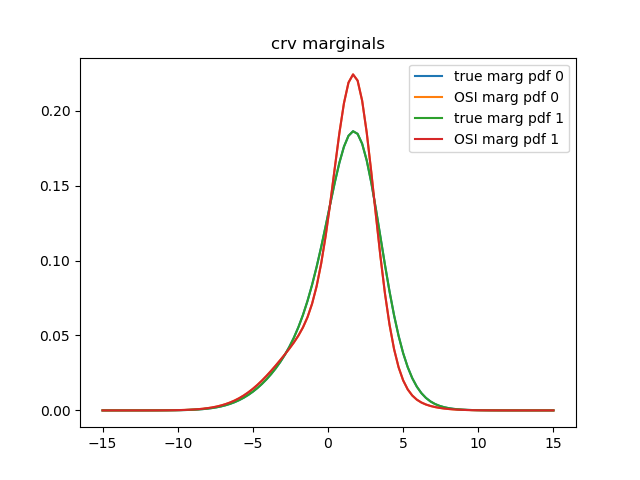 crv marginals
true marg pdf 0
OSI marg pdf 0
true marg pdf 1
OSI marg pdf 1
0.20
0.15
0.10
0.05
0.00
−15
−10
−5
0
5
10
15